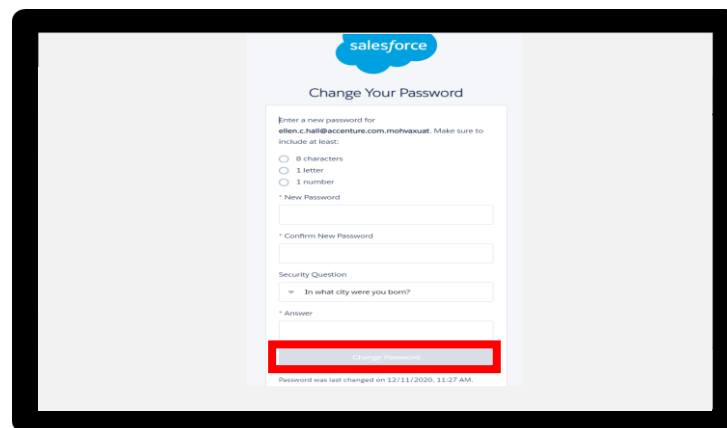 salesforce
Change Your Password
Enter a new password for
ellen.c.hall@accenture.com.mohvaxuat. Make sure to
include at least:
8 characters
1 letter
1 number
* New Password
* Confirm New Password
Security Question
In what city were you born?
* Answer
Change Password
Password was last changed on 12/11/2020, 11:27 AM.